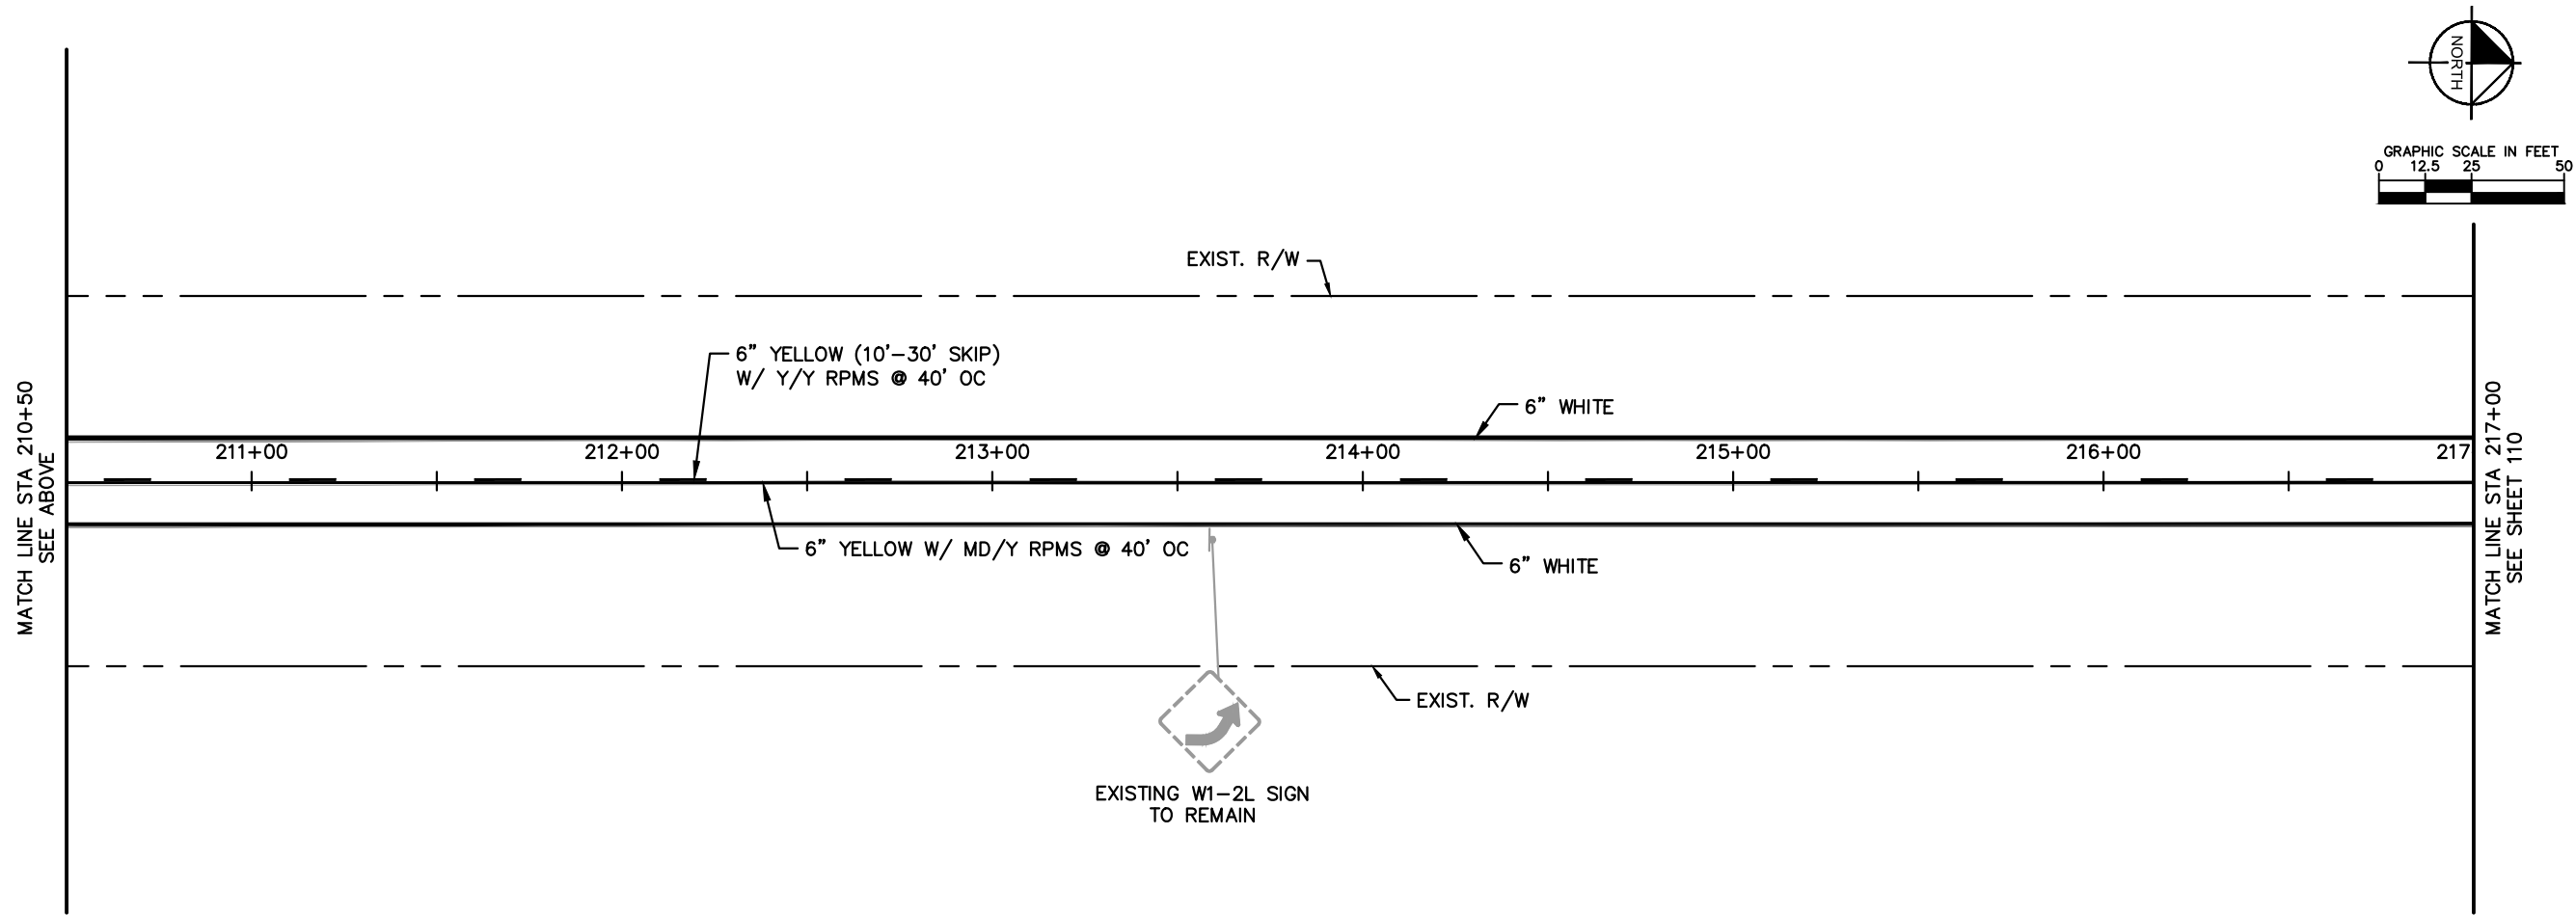 NORTH
GRAPHIC SCALE IN FEET
0 12.5 25 50
EXIST. R/W
6" YELLOW (10'-30' SKIP)
W/ Y/Y RPMS @ 40' OC
6" WHITE
MATCH LINE STA 210+50
SEE ABOVE
211+00 212+00 213+00 214+00 215+00 216+00 217
MATCH LINE STA 217+00
SEE SHEET 110
6" YELLOW W/ MD/Y RPMS @ 40' OC
6" WHITE
EXIST. R/W
EXISTING W1-2L SIGN
TO REMAIN